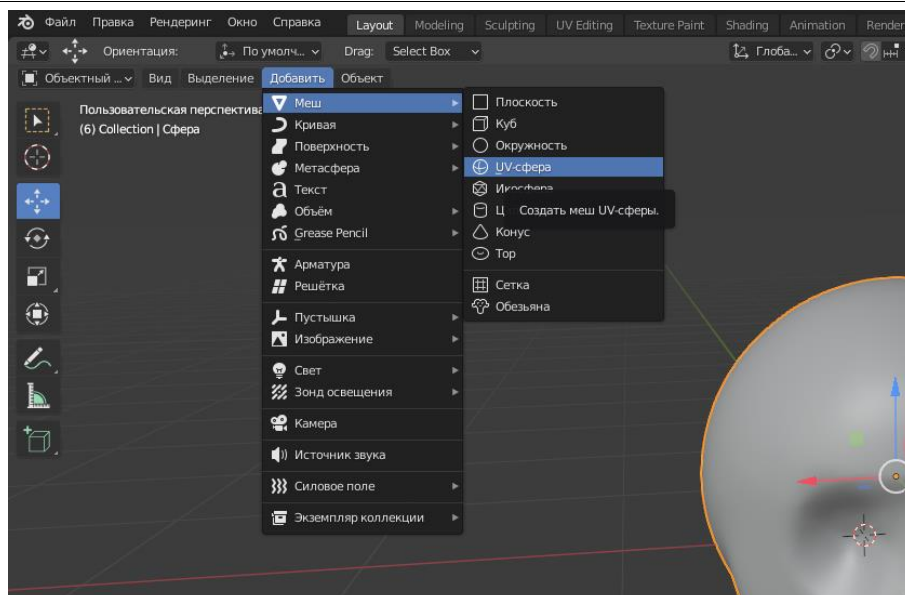 Файл Правка Рендеринг Окно Справка Layout Modeling Sculpting UV Editing Texture Paint Shading Animation Render
Ориентация: По умолч... Drag: Select Box Глоба...
Объектный ... Вид Выделение Добавить Объект
Пользовательская перспектива
(6) Collection | Сфера
Меш
Кривая
Поверхность
Метасфера
Текст
Объём
Grease Pencil
Арматура
Решётка
Пустышка
Изображение
Свет
Зонд освещения
Камера
Источник звука
Силовое поле
Экземпляр коллекции
Плоскость
Куб
Окружность
UV-сфера
Икосфера
Ц Создать меш UV-сферы.
Конус
Тор
Сетка
Обезьяна